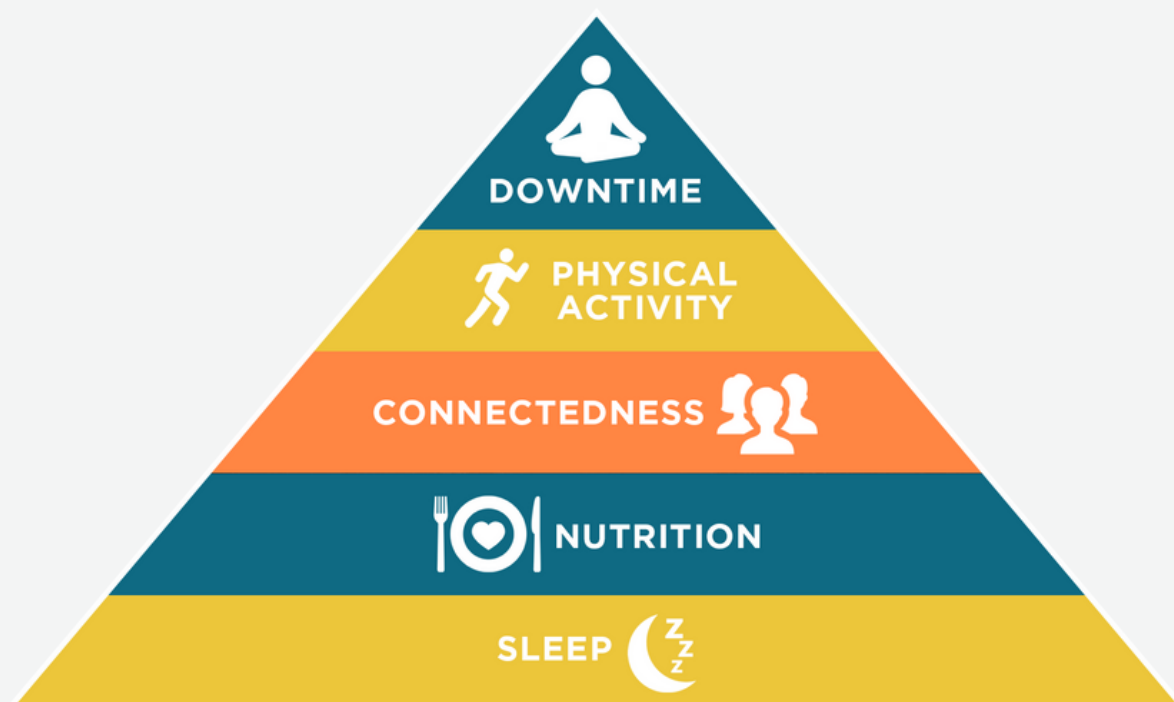 DOWNTIME
PHYSICAL
ACTIVITY
CONNECTEDNESS
NUTRITION
SLEEP
Z
Z
Z